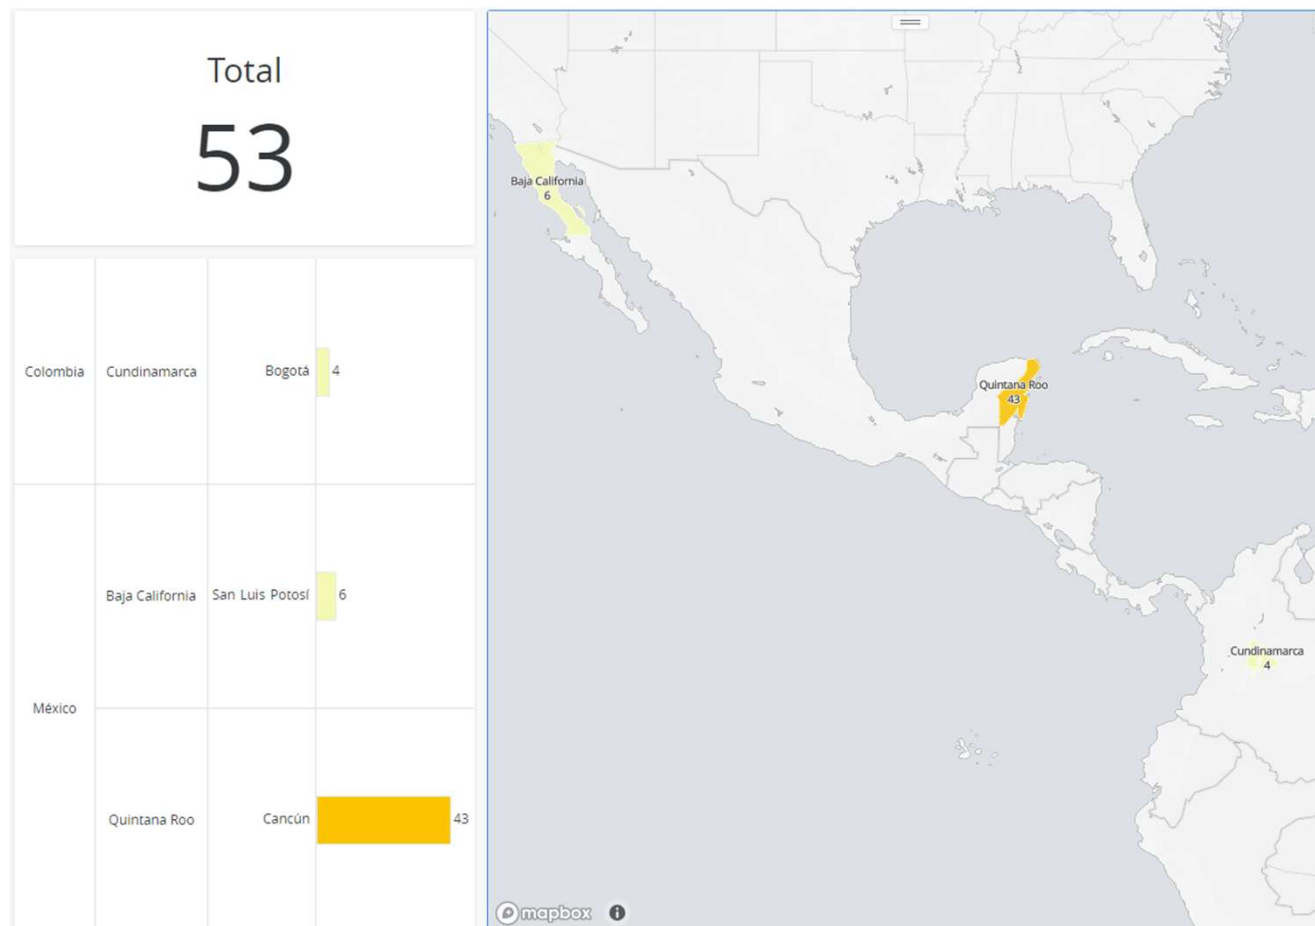 Total
53
Colombia
Cundinamarca
Bogotá
4
México
Baja California
San Luis Potosí
6
Quintana Roo
Cancún
43
Baja California
6
Quintana Roo
43
Cundinamarca
4
mapbox